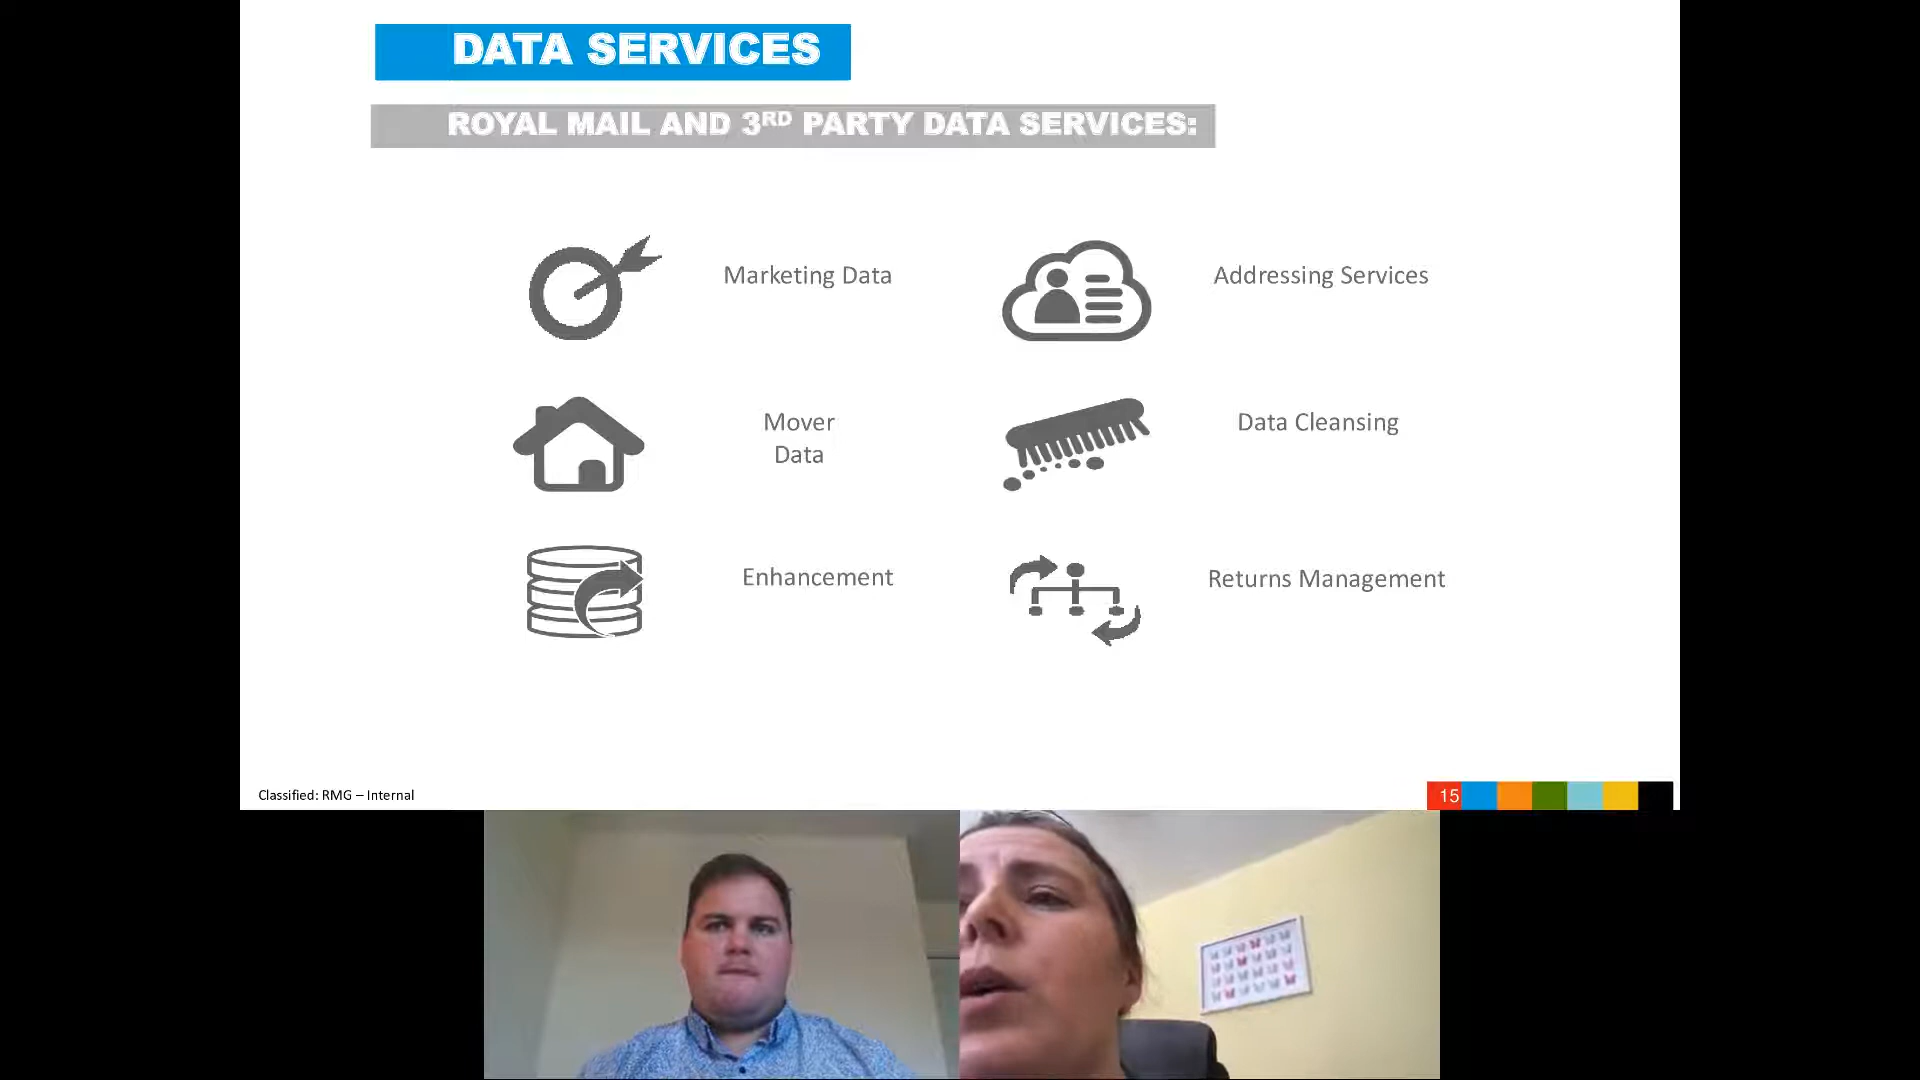 DATA SERVICES
ROYAL MAIL AND 3RD PARTY DATA SERVICES:
Marketing Data
Addressing Services
Mover
Data
Data Cleansing
Enhancement
Returns Management
Classified: RMG – Internal
15